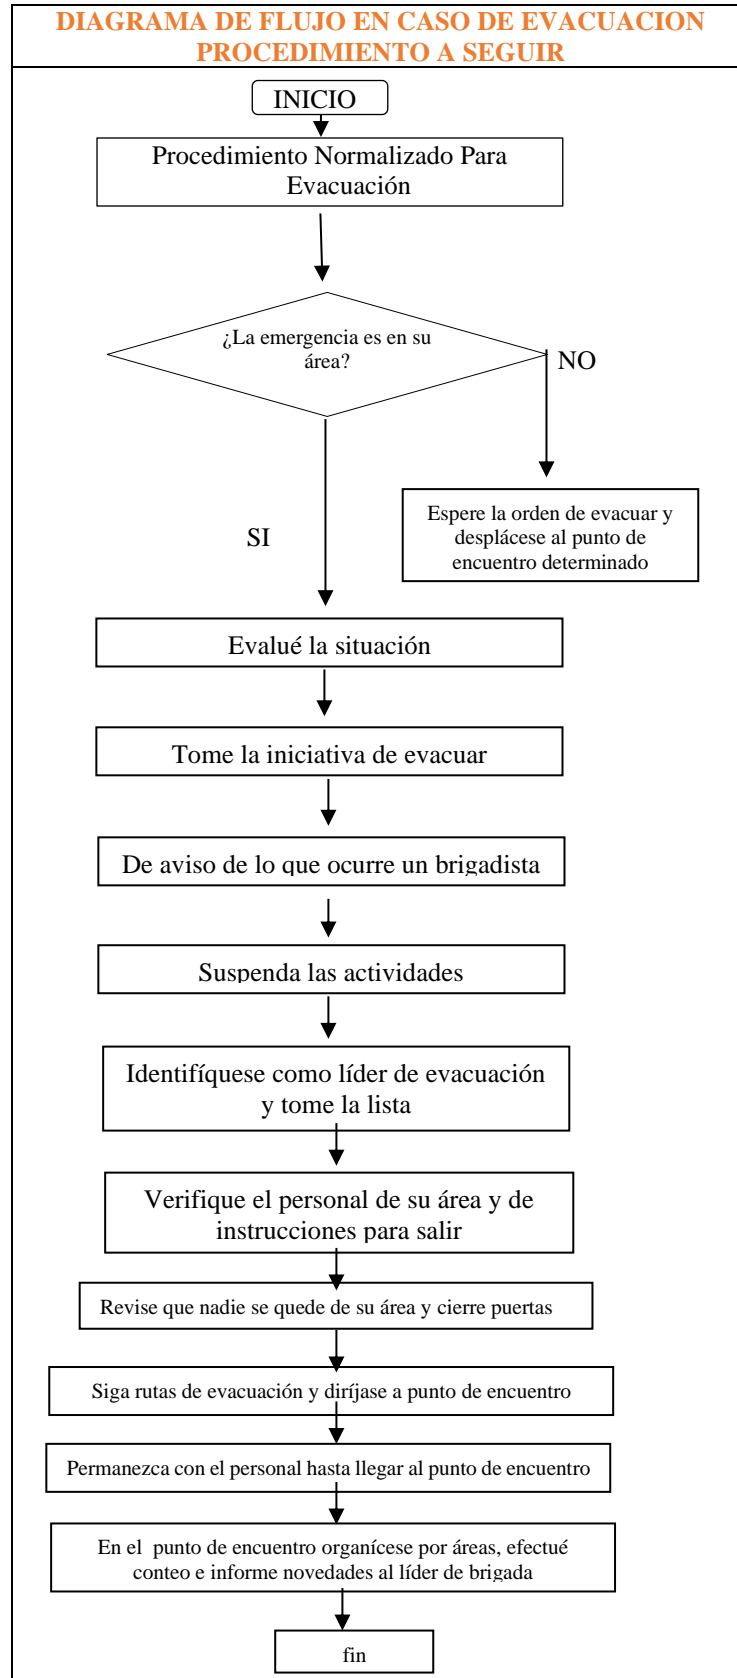 DIAGRAMA DE FLUJO EN CASO DE EVACUACION
PROCEDIMIENTO A SEGUIR
INICIO
Procedimiento Normalizado Para
Evacuación
¿La emergencia es en su
área?
NO
Espere la orden de evacuar y
desplácese al punto de
encuentro determinado
SI
Evalué la situación
Tome la iniciativa de evacuar
De aviso de lo que ocurre un brigadista
Suspenda las actividades
Identifíquese como líder de evacuación
y tome la lista
Verifique el personal de su área y de
instrucciones para salir
Revise que nadie se quede de su área y cierre puertas
Siga rutas de evacuación y diríjase a punto de encuentro
Permanezca con el personal hasta llegar al punto de encuentro
En el punto de encuentro organícese por áreas, efectué
conteo e informe novedades al líder de brigada
fin